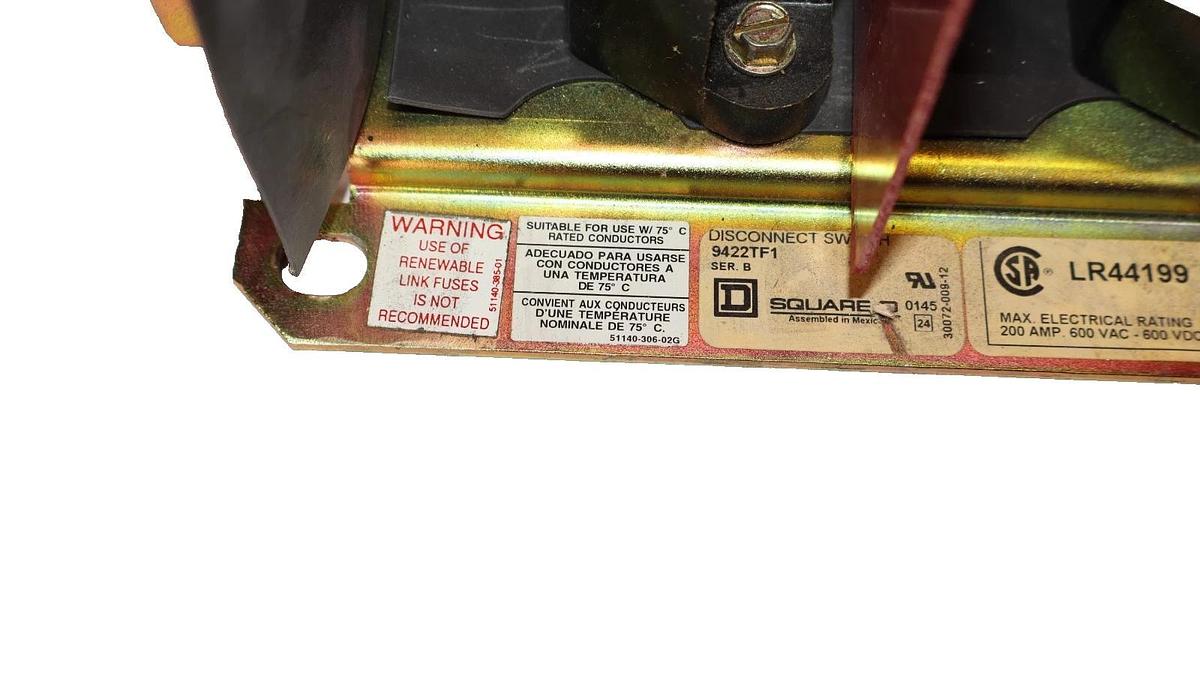 WARNING
USE OF
RENEWABLE
LINK FUSES
IS NOT
RECOMMENDED
51140-385-01
SUITABLE FOR USE W/ 75° C
RATED CONDUCTORS
ADECUADO PARA USARSE
CON CONDUCTORES A
UNA TEMPERATURA
DE 75° C
CONVIENT AUX CONDUCTEURS
D'UNE TEMPÉRATURE
NOMINALE DE 75° C.
51140-306-02G
DISCONNECT
9422TF1
SER. B
D
SQUARE D
Assembled in Mexico
UR
0145
24
30072-009-12
SA ®
LR44199
MAX. ELECTRICAL RATING
200 AMP. 600 VAC - 600 VDC